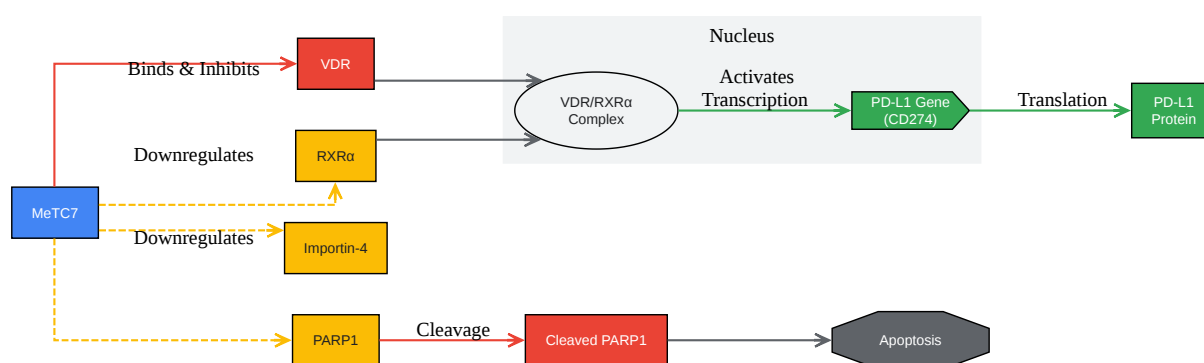 Nucleus
Binds & Inhibits
VDR
Activates
Transcription
VDR/RXRα
Complex
PD-L1 Gene
(CD274)
Translation
PD-L1
Protein
Downregulates
RXRα
MeTC7
Downregulates
Importin-4
PARP1
Cleavage
Cleaved PARP1
Apoptosis